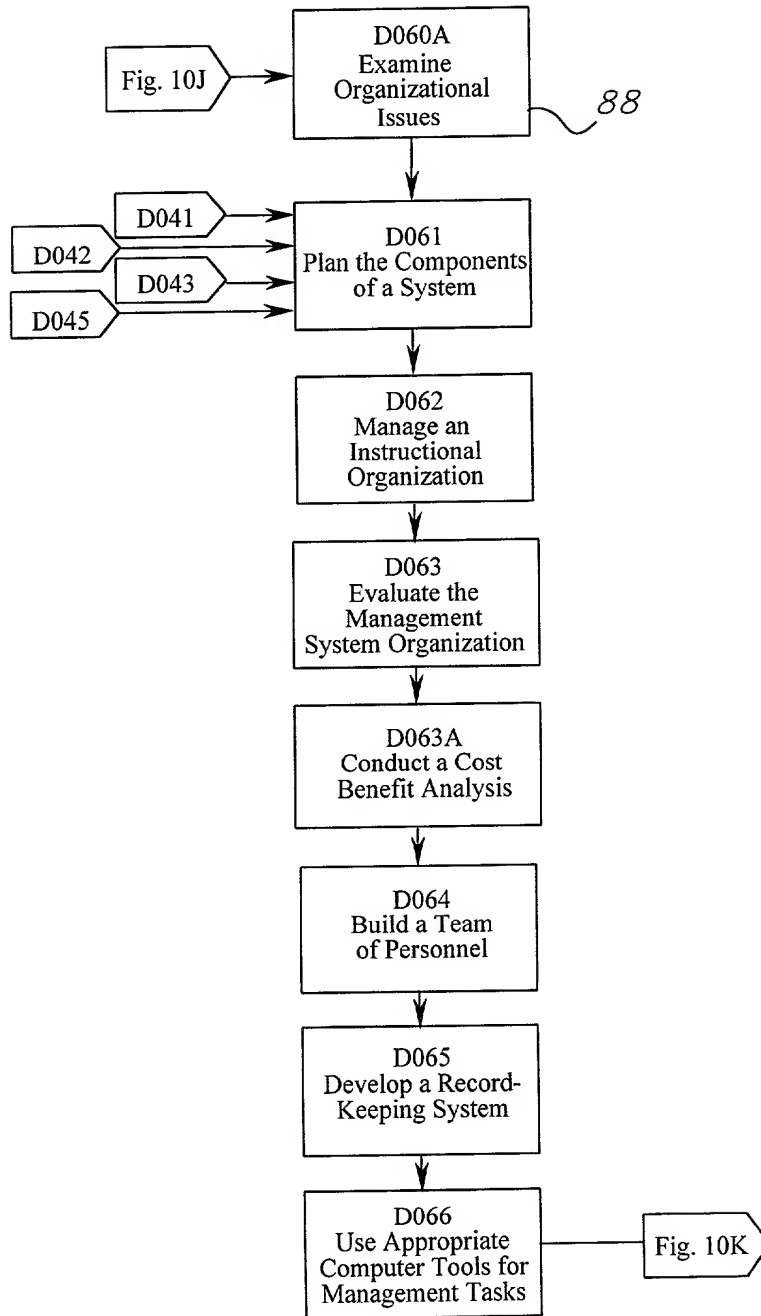 Fig. 10J
D060A
Examine
Organizational
Issues
88
D041
D042
D043
D045
D061
Plan the Components
of a System
D062
Manage an
Instructional
Organization
D063
Evaluate the
Management
System Organization
D063A
Conduct a Cost
Benefit Analysis
D064
Build a Team
of Personnel
D065
Develop a Record-
Keeping System
D066
Use Appropriate
Computer Tools for
Management Tasks
Fig. 10K